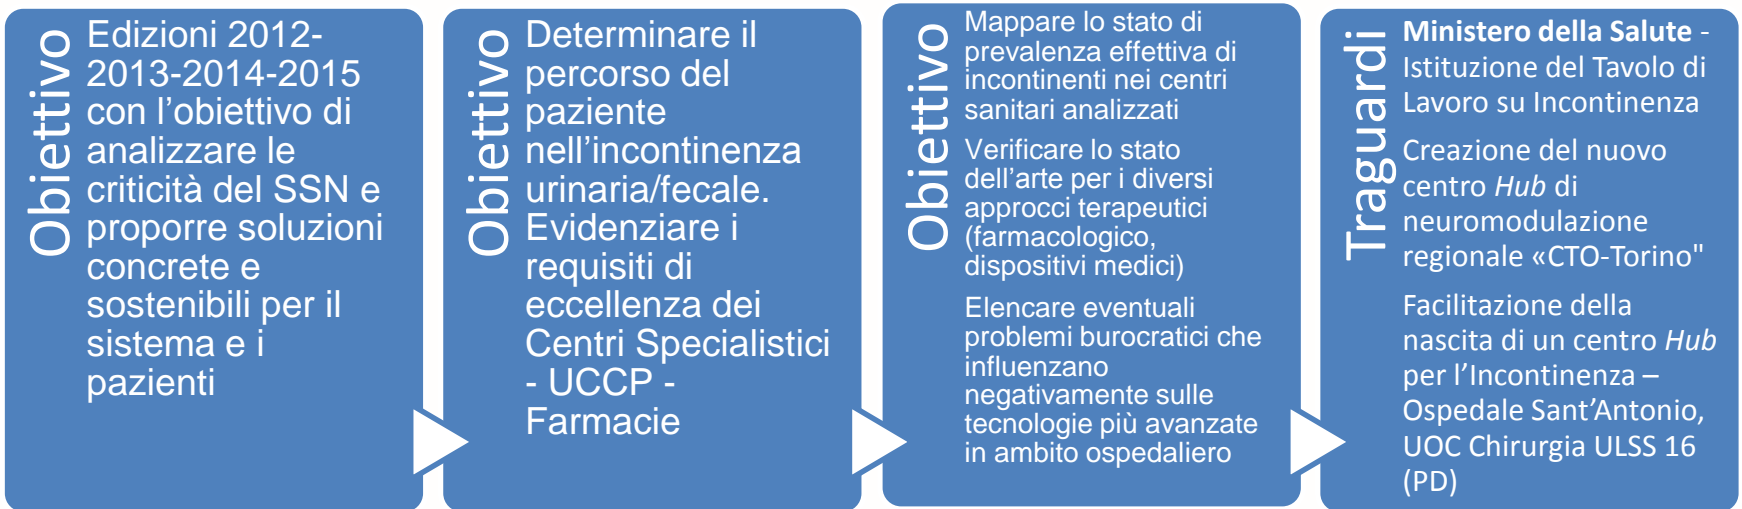 Obiettivo
Edizioni 2012-
2013-2014-2015
con l’obiettivo di
analizzare le
criticità del SSN e
proporre soluzioni
concrete e
sostenibili per il
sistema e i
pazienti
Obiettivo
Determinare il
percorso del
paziente
nell’incontinenza
urinaria/fecale.
Evidenziare i
requisiti di
eccellenza dei
Centri Specialistici
- UCCP -
Farmacie
Obiettivo
Mappare lo stato di
prevalenza effettiva di
incontinenti nei centri
sanitari analizzati
Verificare lo stato
dell’arte per i diversi
approcci terapeutici
(farmacologico,
dispositivi medici)
Elencare eventuali
problemi burocratici che
influenzano
negativamente sulle
tecnologie più avanzate
in ambito ospedaliero
Traguardi
Ministero della Salute -
Istituzione del Tavolo di
Lavoro su Incontinenza
Creazione del nuovo
centro Hub di
neuromodulazione
regionale «CTO-Torino"
Facilitazione della
nascita di un centro Hub
per l’Incontinenza –
Ospedale Sant’Antonio,
UOC Chirurgia ULSS 16
(PD)